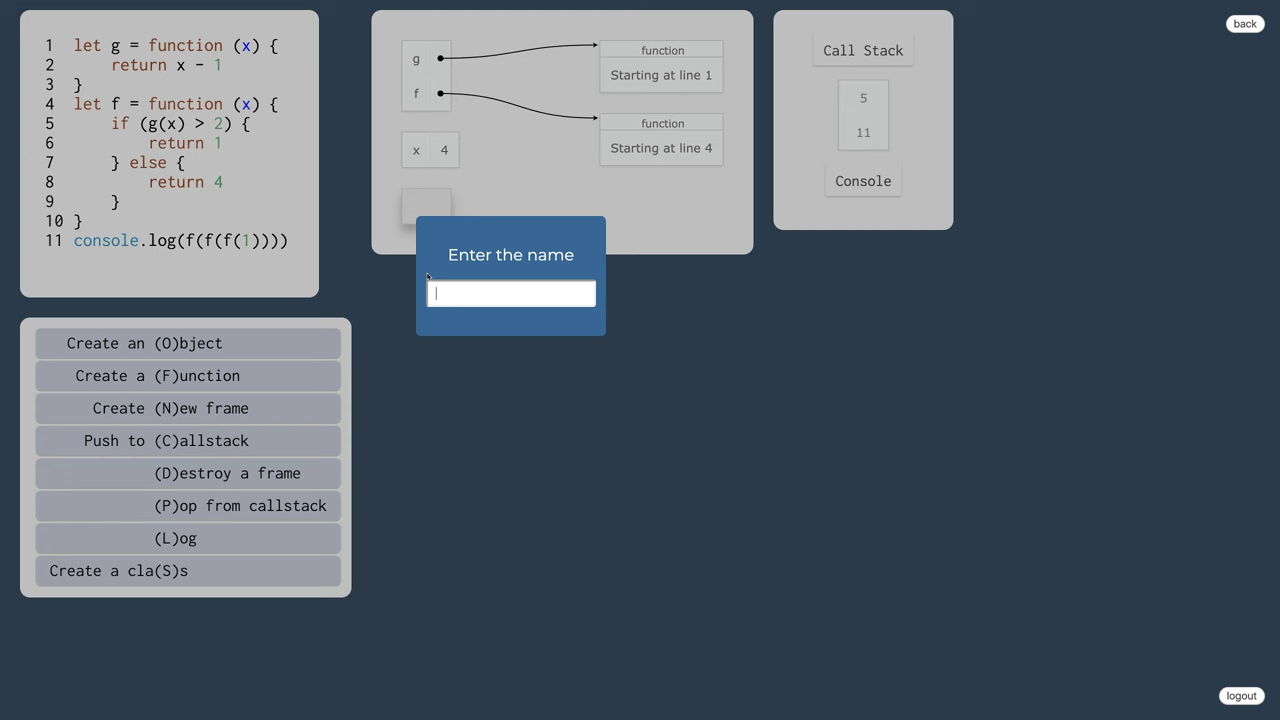 1 let g = function (x) {
2 return x - 1
3 }
4 let f = function (x) {
5 if (g(x) > 2) {
6 return 1
7 } else {
8 return 4
9 }
10 }
11 console.log(f(f(f(1))))
g
f
x 4
function
Starting at line 1
function
Starting at line 4
Enter the name
Call Stack
5
11
Console
back
Create an (O)bject
Create a (F)unction
Create (N)ew frame
Push to (C)allstack
(D)estroy a frame
(P)op from callstack
(L)og
Create a cla(S)s
logout